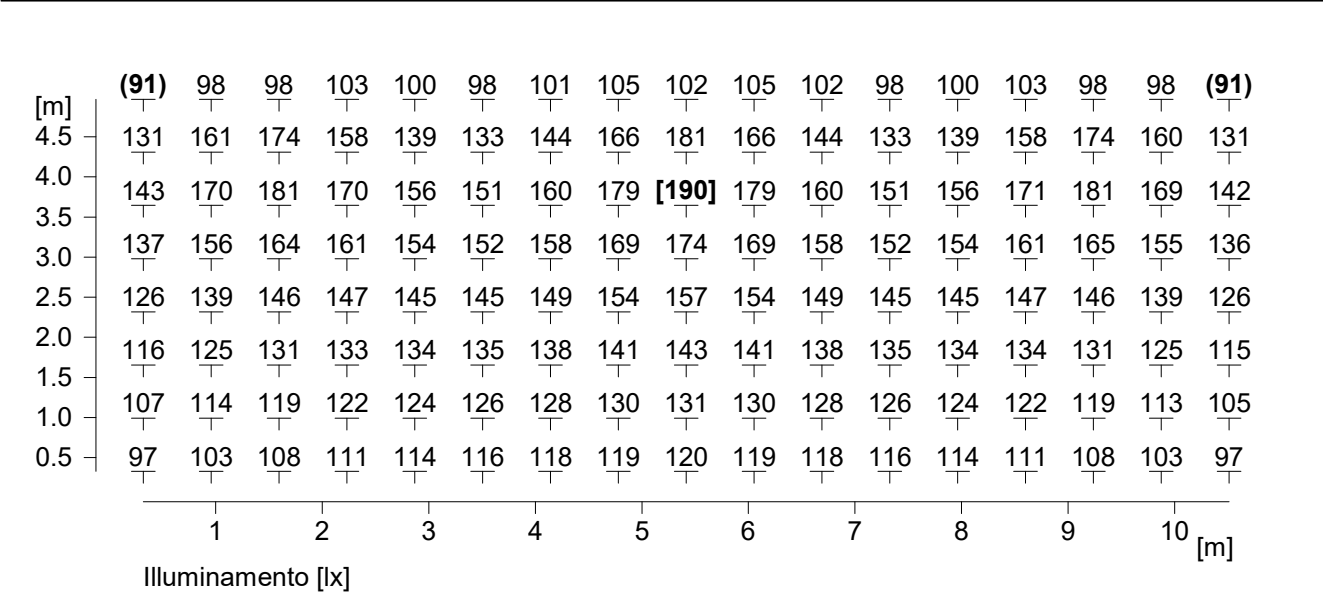 (91) 98 98 103 100 98 101 105 102 105 102 98 100 103 98 98 (91)
[m]
4.5 131 161 174 158 139 133 144 166 181 166 144 133 139 158 174 160 131
4.0
143 170 181 170 156 151 160 179 [190] 179 160 151 156 171 181 169 142
3.5
3.0 137 156 164 161 154 152 158 169 174 169 158 152 154 161 165 155 136
2.5 126 139 146 147 145 145 149 154 157 154 149 145 145 147 146 139 126
2.0
116 125 131 133 134 135 138 141 143 141 138 135 134 134 131 125 115
1.5
1.0 107 114 119 122 124 126 128 130 131 130 128 126 124 122 119 113 105
0.5 97 103 108 111 114 116 118 119 120 119 118 116 114 111 108 103 97
1 2 3 4 5 6 7 8 9 10 [m]
Illuminamento [lx]